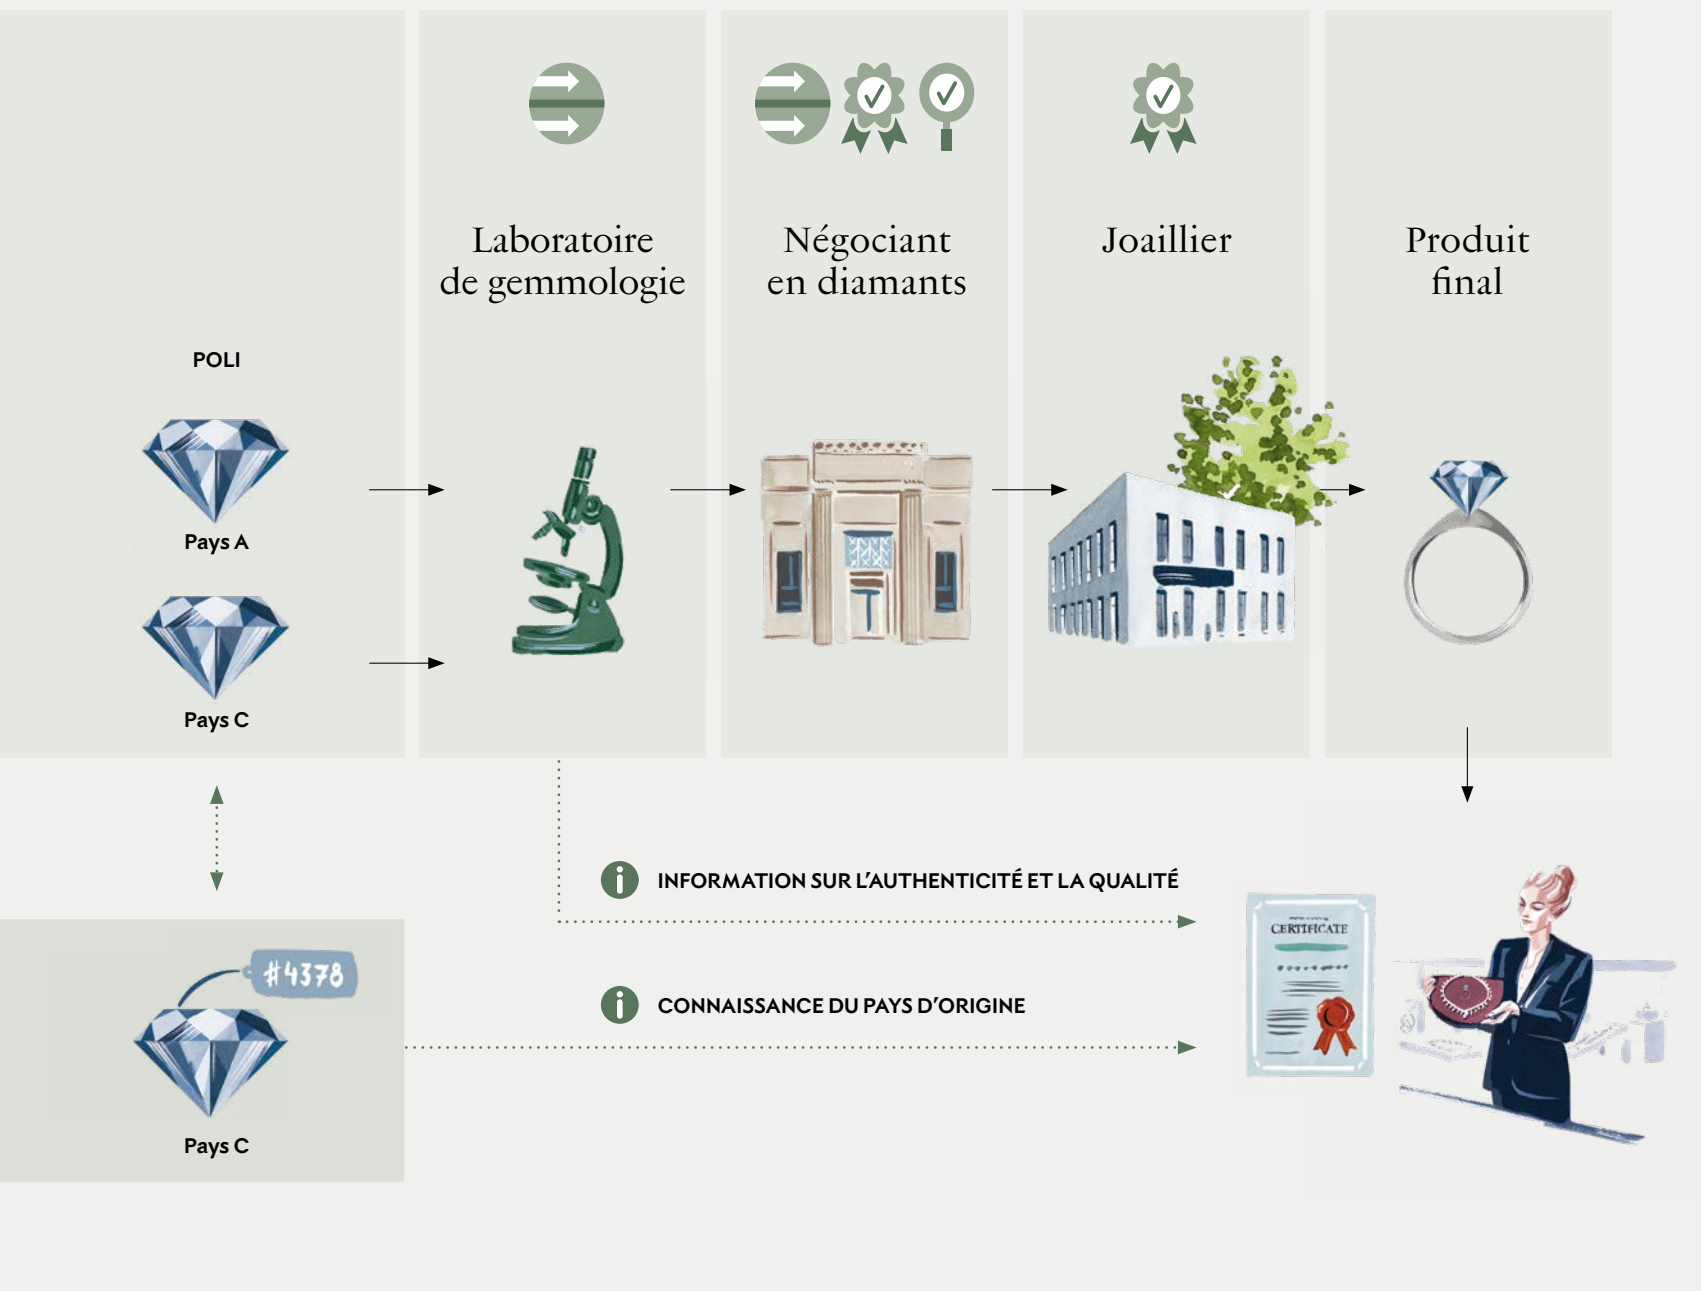 Laboratoire
de gemmologie
Négociant
en diamants
Joaillier
Produit
final
POLI
Pays A
Pays C
INFORMATION SUR L'AUTHENTICITÉ ET LA QUALITÉ
CERTIFICATE
#4378
CONNAISSANCE DU PAYS D'ORIGINE
Pays C